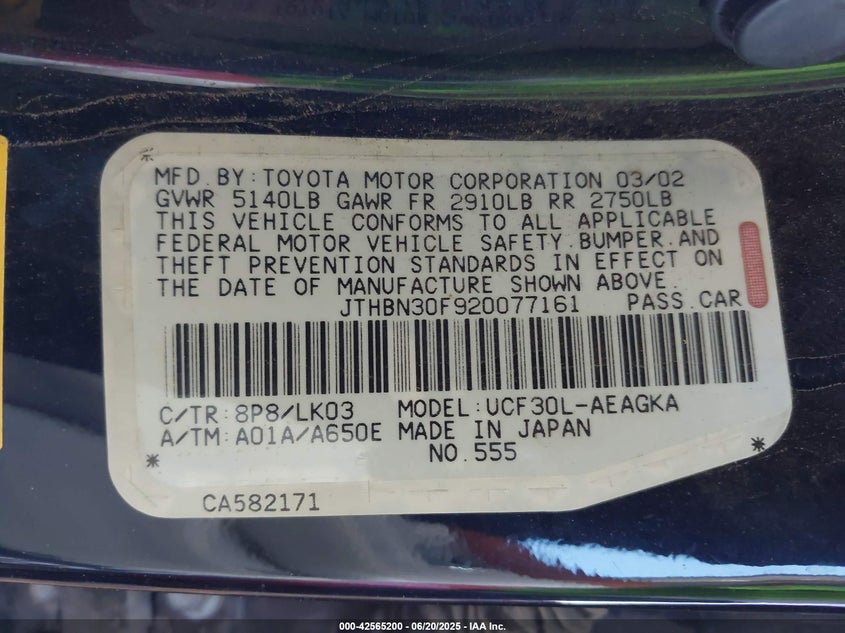 MFD. BY: TOYOTA MOTOR CORPORATION 03/02
GVWR 5140LB GAWR FR 2910LB RR 2750LB
THIS VEHICLE CONFORMS TO ALL APPLICABLE
FEDERAL MOTOR VEHICLE SAFETY.BUMPER.AND
THEFT PREVENTION STANDARDS IN EFFECT ON
THE DATE OF MANUFACTURE SHOWN ABOVE.
JTHBN30F920077161 PASS.CAR
C/TR: 8P8/LK03 MODEL: UCF30L-AEAGKA
A/TM: A01A/A650E MADE IN JAPAN
NO.555
CA582171
000-42565200 - 06/20/2025 - IAA Inc.